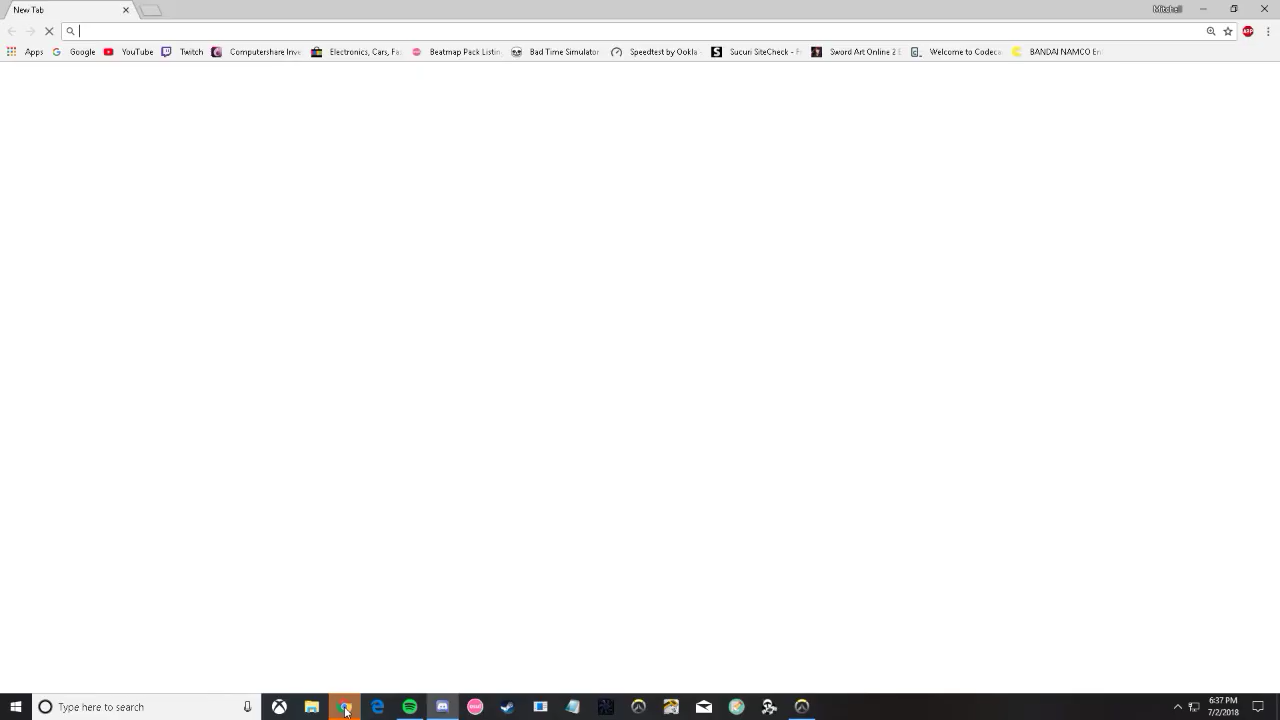 New Tab
Mitchell
Apps Google YouTube Twitch Computershare Inve Electronics, Cars, Fa Beatmap Pack Listin Bad Time Simulator Speedtest by Ookla - Sucuri SiteCheck - Fr Sword Art Online 2 E Welcome to Codeca BANDAI NAMCO En
ABP
Type here to search
6:37 PM
7/2/2018